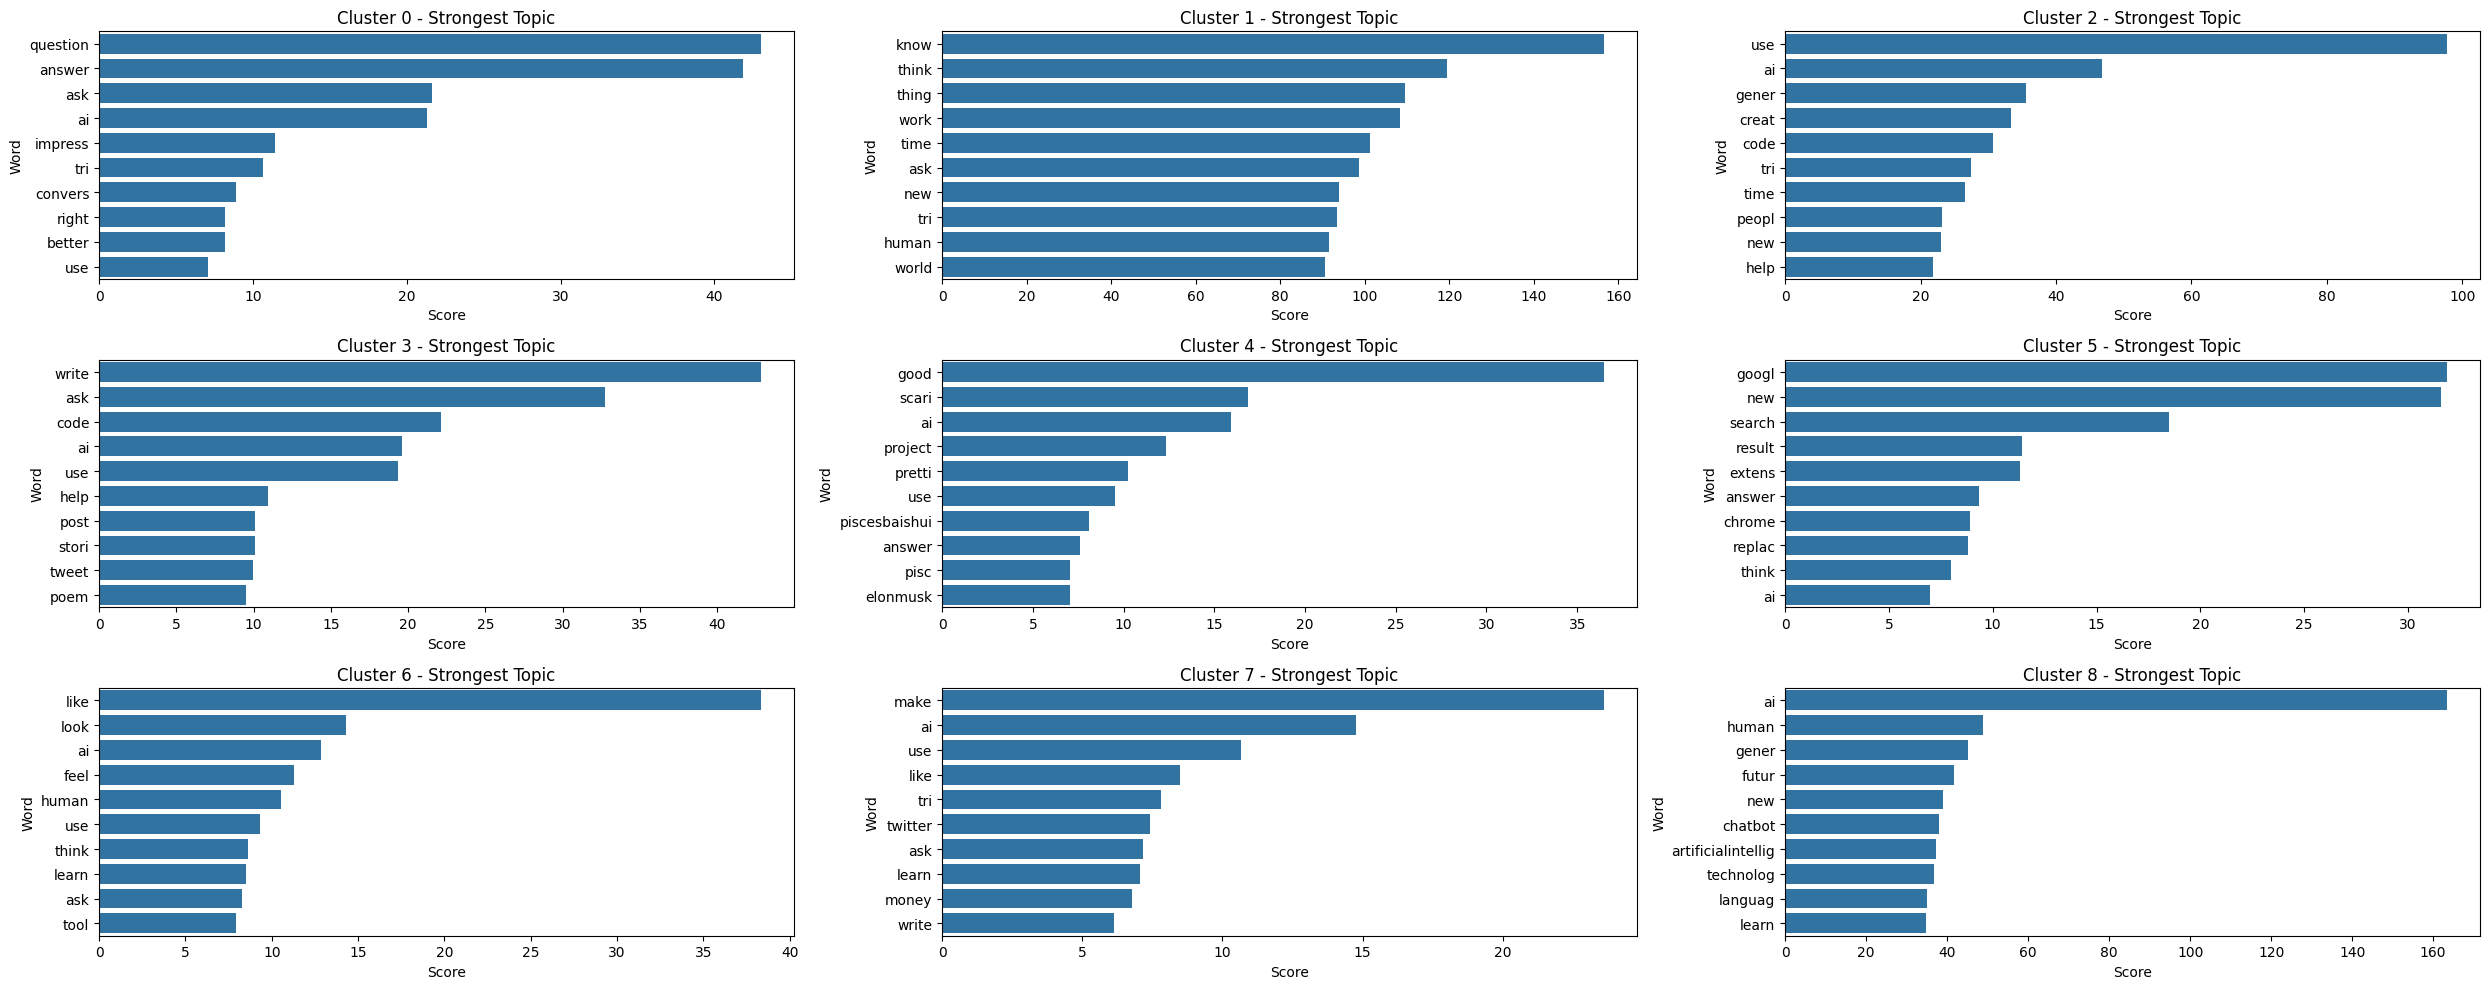 Cluster 0 - Strongest Topic
question
answer
ask
ai
impress
tri
convers
right
better
use
Word
0 10 20 30 40
Score
Cluster 1 - Strongest Topic
know
think
thing
work
time
ask
new
tri
human
world
Word
0 20 40 60 80 100 120 140 160
Score
Cluster 2 - Strongest Topic
use
ai
gener
creat
code
tri
time
peopl
new
help
Word
0 20 40 60 80 100
Score
Cluster 3 - Strongest Topic
write
ask
code
ai
use
help
post
stori
tweet
poem
Word
0 5 10 15 20 25 30 35 40
Score
Cluster 4 - Strongest Topic
good
scari
ai
project
pretti
use
piscesbaishui
answer
pisc
elonmusk
Word
0 5 10 15 20 25 30 35
Score
Cluster 5 - Strongest Topic
googl
new
search
result
extens
answer
chrome
replac
think
ai
Word
0 5 10 15 20 25 30
Score
Cluster 6 - Strongest Topic
like
look
ai
feel
human
use
think
learn
ask
tool
Word
0 5 10 15 20 25 30 35 40
Score
Cluster 7 - Strongest Topic
make
ai
use
like
tri
twitter
ask
learn
money
write
Word
0 5 10 15 20
Score
Cluster 8 - Strongest Topic
ai
human
gener
futur
new
chatbot
artificialintellig
technolog
languag
learn
Word
0 20 40 60 80 100 120 140 160
Score